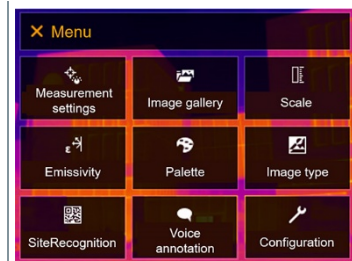 Menu
Measurement
settings
Image gallery
Scale
ε
Emissivity
Palette
Image type
SiteRecognition
Voice
annotation
Configuration